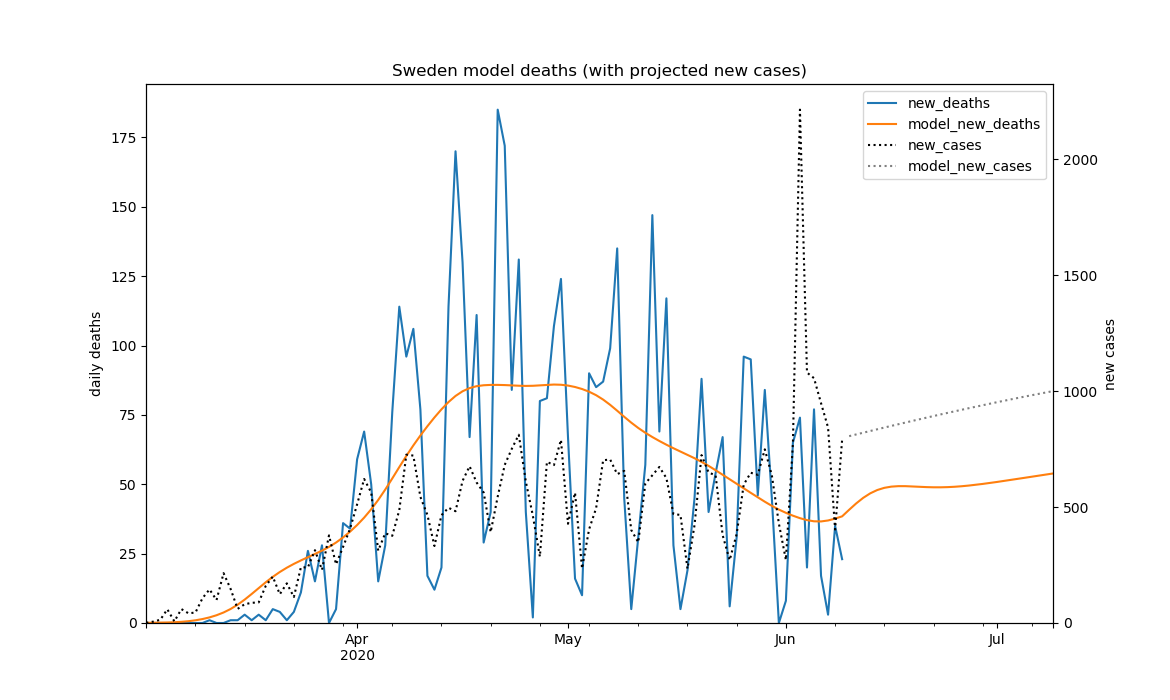 Sweden model deaths (with projected new cases)
new_deaths
model_new_deaths
new_cases
model_new_cases
175
150
125
100
75
50
25
0
daily deaths
2000
1500
1000
500
0
new cases
Apr
2020
May
Jun
Jul